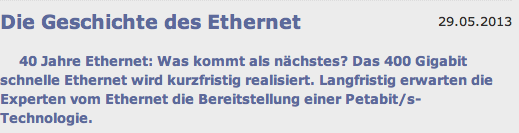 Die Geschichte des Ethernet 29.05.2013
40 Jahre Ethernet: Was kommt als nächstes? Das 400 Gigabit
schnelle Ethernet wird kurzfristig realisiert. Langfristig erwarten die
Experten vom Ethernet die Bereitstellung einer Petabit/s-
Technologie.